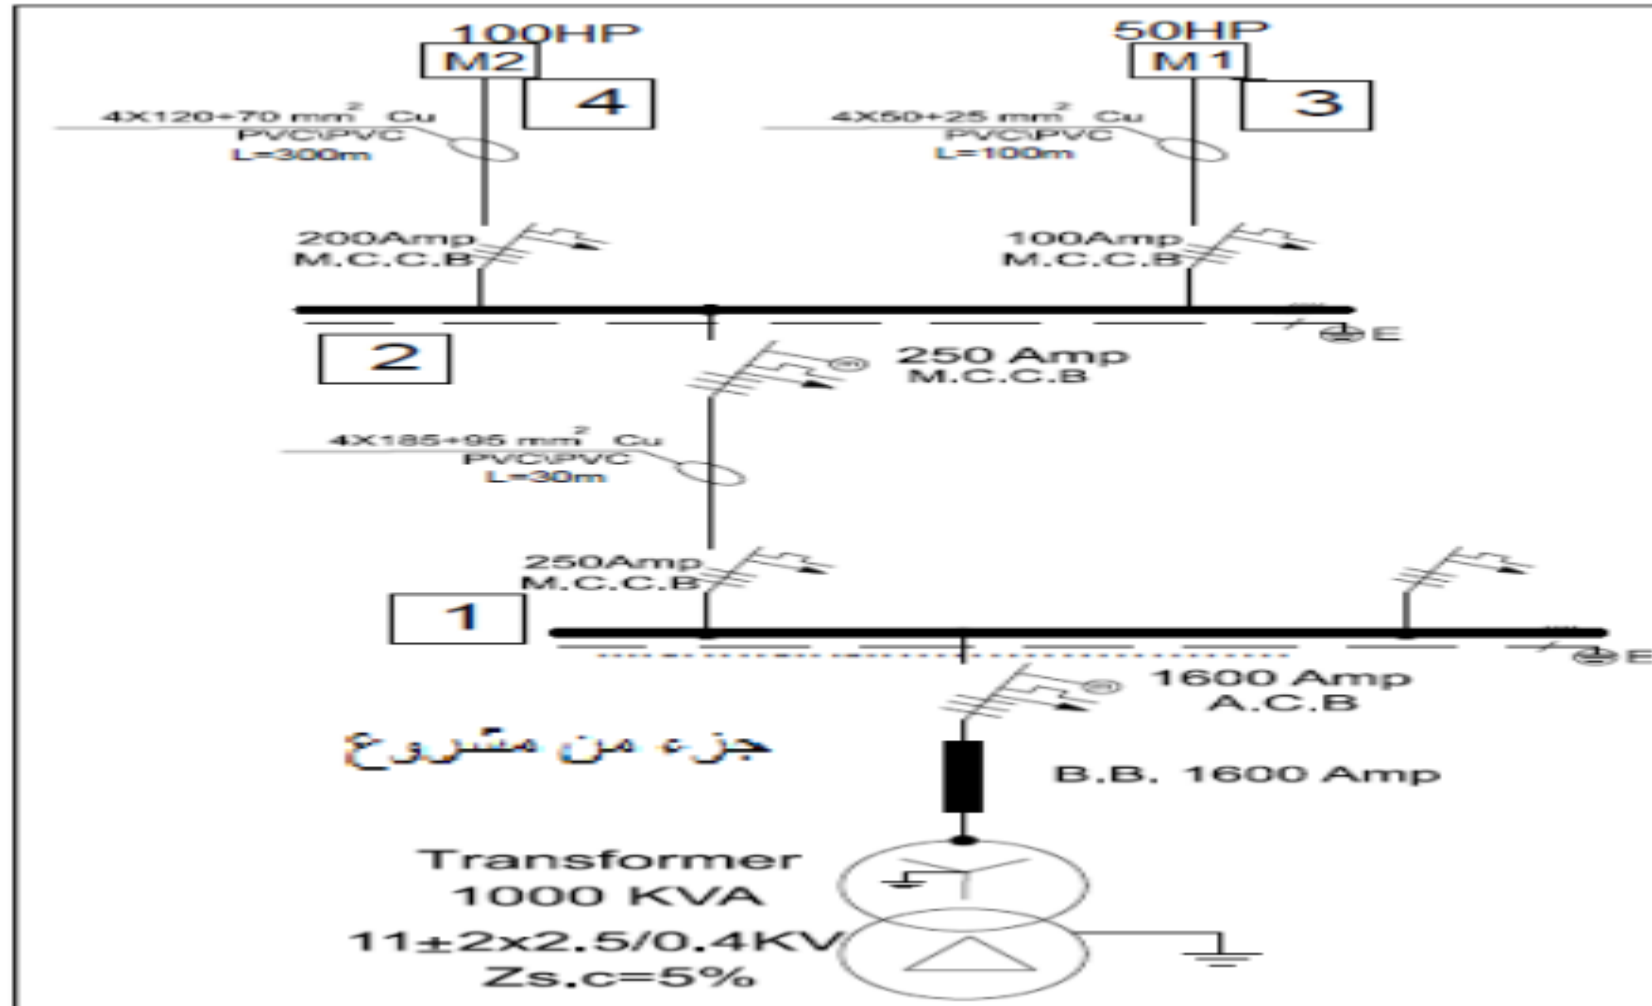 100HP
M2
4
4X120+70 mm² Cu
PVC\PVC
L=300m
200Amp
M.C.C.B
50HP
M1
3
4X50+25 mm² Cu
PVC\PVC
L=100m
100Amp
M.C.C.B
E
2
250 Amp
M.C.C.B
4X185+95 mm² Cu
PVC\PVC
L=30m
250Amp
M.C.C.B
1
E
1600 Amp
A.C.B
جزء من مشروع
B.B. 1600 Amp
Transformer
1000 KVA
11±2x2.5/0.4KV
Zs.c=5%